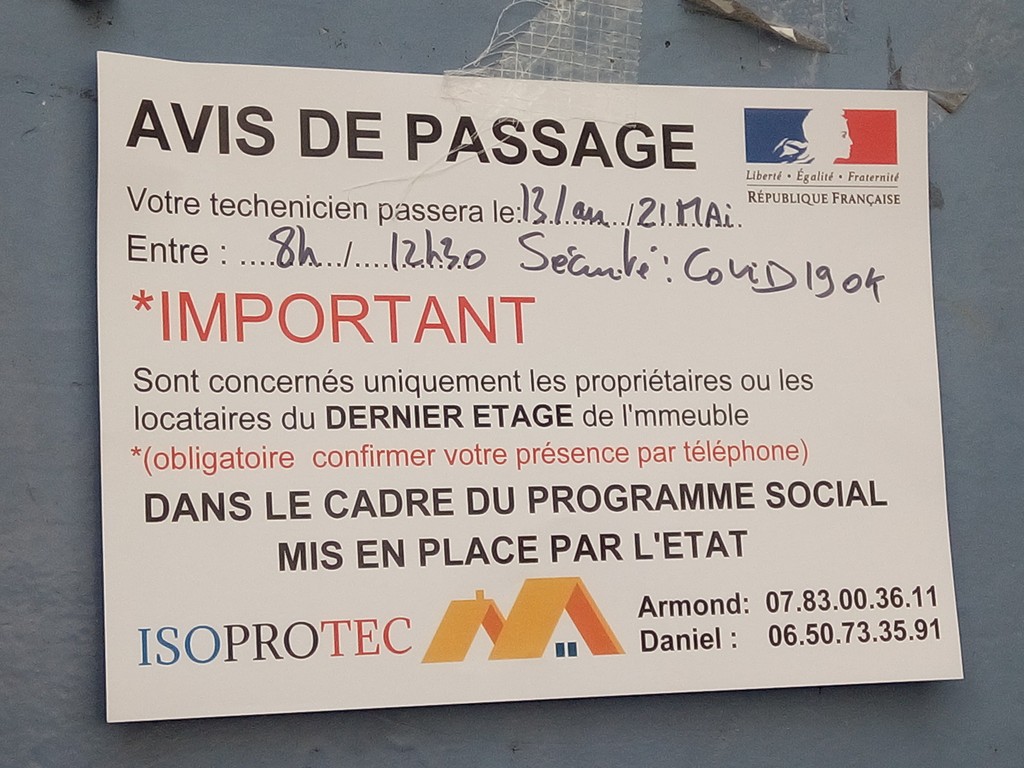 AVIS DE PASSAGE
Liberté • Égalité • Fraternité
RÉPUBLIQUE FRANÇAISE
Votre techenicien passera le:13/au/21 MAi.
Entre : ....8h.../....12h30 Sécurité : CoviD 19 OK
*IMPORTANT
Sont concernés uniquement les propriétaires ou les
locataires du DERNIER ETAGE de l'mmeuble
*(obligatoire confirmer votre présence par téléphone)
DANS LE CADRE DU PROGRAMME SOCIAL
MIS EN PLACE PAR L'ETAT
ISOPROTEC
Armond: 07.83.00.36.11
Daniel : 06.50.73.35.91